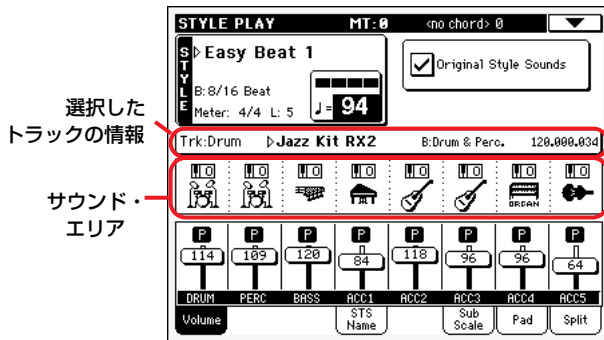 STYLE PLAY MT:0 <no chord> 0
STYLE
Easy Beat 1
Original Style Sounds
B:8/16 Beat
Meter: 4/4 L: 5 ♩= 94
選択した
トラックの情報
Trk:Drum Jazz Kit RX2 B:Drum & Perc. 120.000.034
サウンド・
エリア
ORGAN
P P P P P P P P
114 109 120 84 118 96 96 64
DRUM PERC BASS ACC1 ACC2 ACC3 ACC4 ACC5
Volume STS Name Sub Scale Pad Split